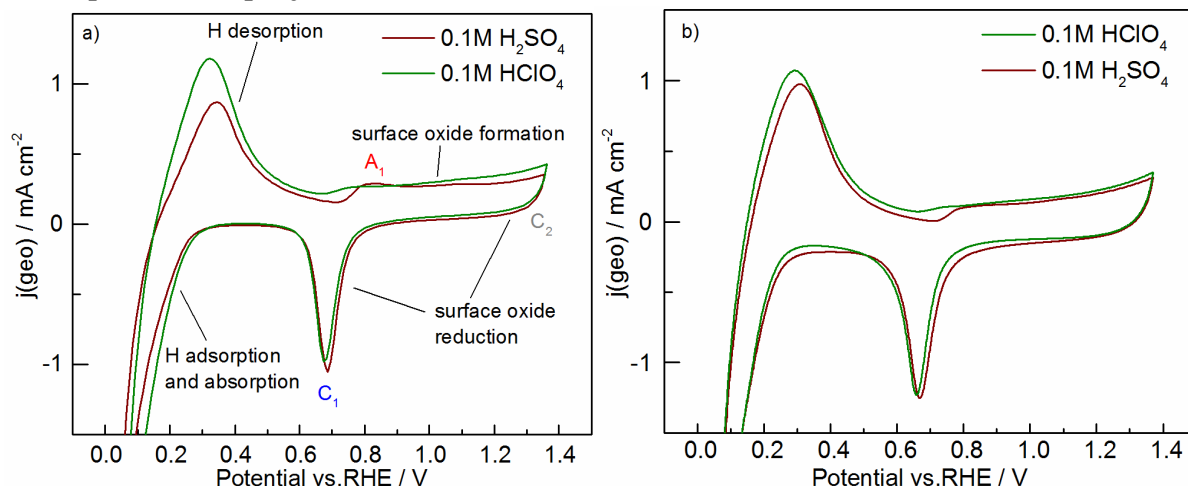 a)
H desorption
0.1M H₂SO₄
0.1M HClO₄
surface oxide formation
A₁
C₂
surface oxide
reduction
H adsorption
and absorption
C₁
j(geo) / mA cm⁻²
1
0
-1
0.0 0.2 0.4 0.6 0.8 1.0 1.2 1.4
Potential vs.RHE / V
b)
0.1M HClO₄
0.1M H₂SO₄
j(geo) / mA cm⁻²
1
0
-1
0.0 0.2 0.4 0.6 0.8 1.0 1.2 1.4
Potential vs.RHE / V